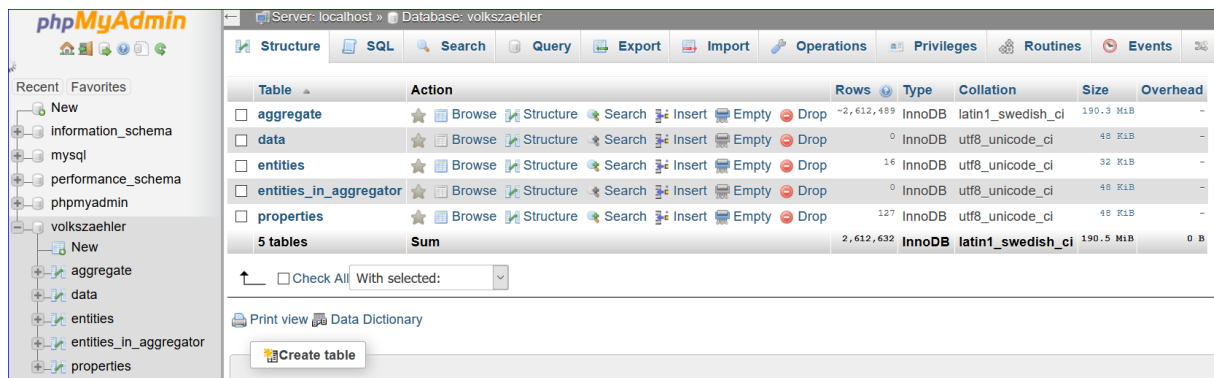 phpMyAdmin
Recent Favorites
New
information_schema
mysql
performance_schema
phpmyadmin
volkszaehler
New
aggregate
data
entities
entities_in_aggregator
properties
Server: localhost » Database: volkszaehler
Structure SQL Search Query Export Import Operations Privileges Routines Events
Table Action Rows Type Collation Size Overhead
aggregate Browse Structure Search Insert Empty Drop ~2,612,489 InnoDB latin1_swedish_ci 190.3 MiB -
data Browse Structure Search Insert Empty Drop 0 InnoDB utf8_unicode_ci 48 KiB -
entities Browse Structure Search Insert Empty Drop 16 InnoDB utf8_unicode_ci 32 KiB -
entities_in_aggregator Browse Structure Search Insert Empty Drop 0 InnoDB utf8_unicode_ci 48 KiB -
properties Browse Structure Search Insert Empty Drop 127 InnoDB utf8_unicode_ci 48 KiB -
5 tables Sum 2,612,632 InnoDB latin1_swedish_ci 190.5 MiB 0 B
Check All With selected:
Print view Data Dictionary
Create table